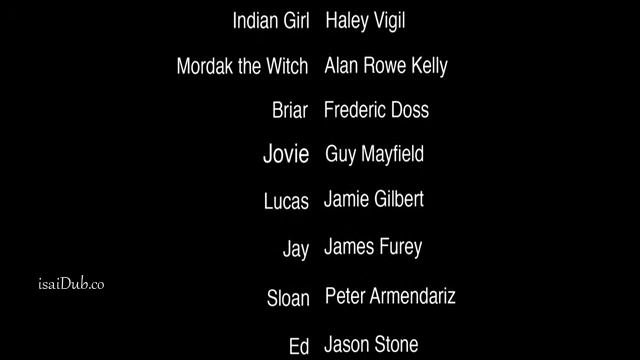 Indian Girl Haley Vigil
Mordak the Witch Alan Rowe Kelly
Briar Frederic Doss
Jovie Guy Mayfield
Lucas Jamie Gilbert
Jay James Furey
isaiDub.co
Sloan Peter Armendariz
Ed Jason Stone